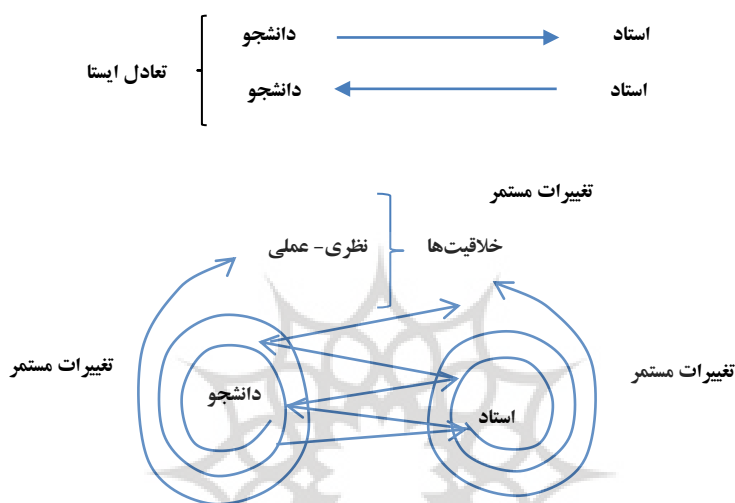 استاد دانشجو
تعادل ایستا
استاد دانشجو
تغییرات مستمر
خلاقیت‌ها نظری- عملی
تغییرات مستمر تغییرات مستمر
دانشجو
استاد